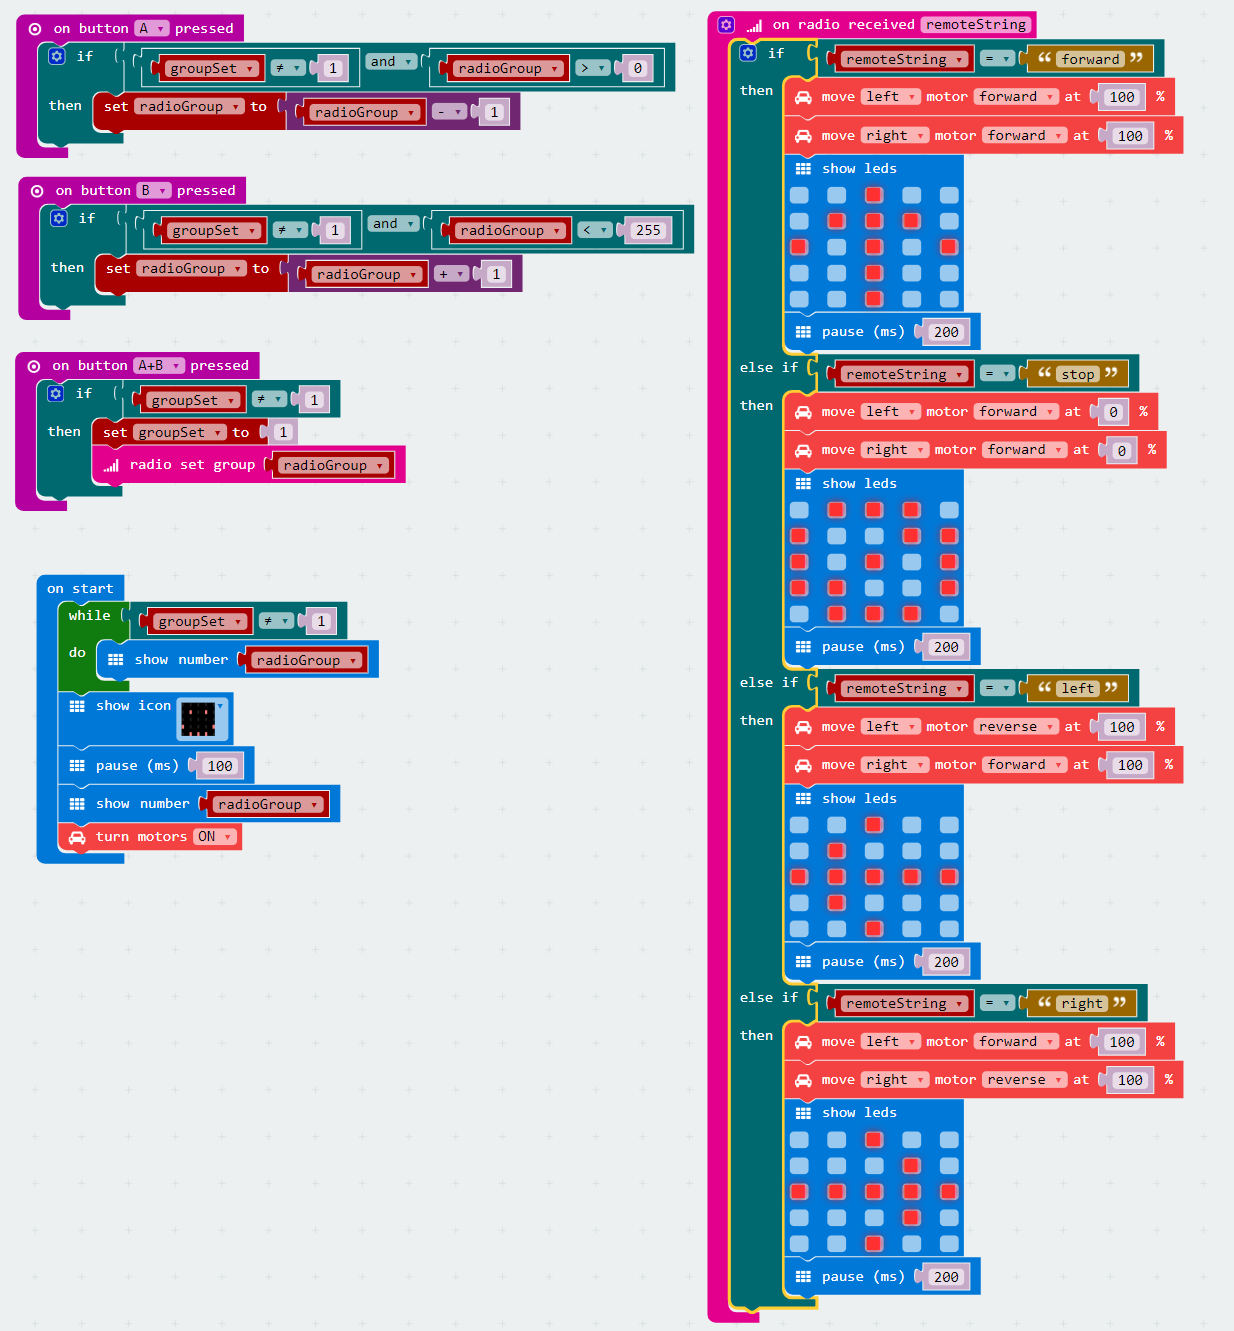 on button A pressed
if groupSet ≠ 1 and radioGroup > 0
then set radioGroup to radioGroup - 1
on button B pressed
if groupSet ≠ 1 and radioGroup < 255
then set radioGroup to radioGroup + 1
on button A+B pressed
if groupSet ≠ 1
then set groupSet to 1
radio set group radioGroup
on start
while groupSet ≠ 1
do show number radioGroup
show icon
pause (ms) 100
show number radioGroup
turn motors ON
on radio received remoteString
if remoteString = “ forward ”
then move left motor forward at 100 %
move right motor forward at 100 %
show leds
pause (ms) 200
else if remoteString = “ stop ”
then move left motor forward at 0 %
move right motor forward at 0 %
show leds
pause (ms) 200
else if remoteString = “ left ”
then move left motor reverse at 100 %
move right motor forward at 100 %
show leds
pause (ms) 200
else if remoteString = “ right ”
then move left motor forward at 100 %
move right motor reverse at 100 %
show leds
pause (ms) 200